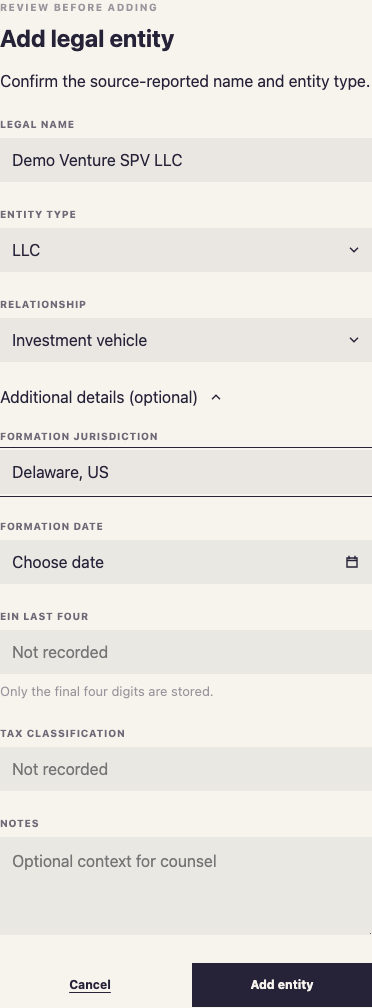 REVIEW BEFORE ADDING
Add legal entity
Confirm the source-reported name and entity type.
LEGAL NAME
Demo Venture SPV LLC
ENTITY TYPE
LLC
RELATIONSHIP
Investment vehicle
Additional details (optional)
FORMATION JURISDICTION
Delaware, US
FORMATION DATE
Choose date
EIN LAST FOUR
Not recorded
Only the final four digits are stored.
TAX CLASSIFICATION
Not recorded
NOTES
Optional context for counsel
Cancel
Add entity